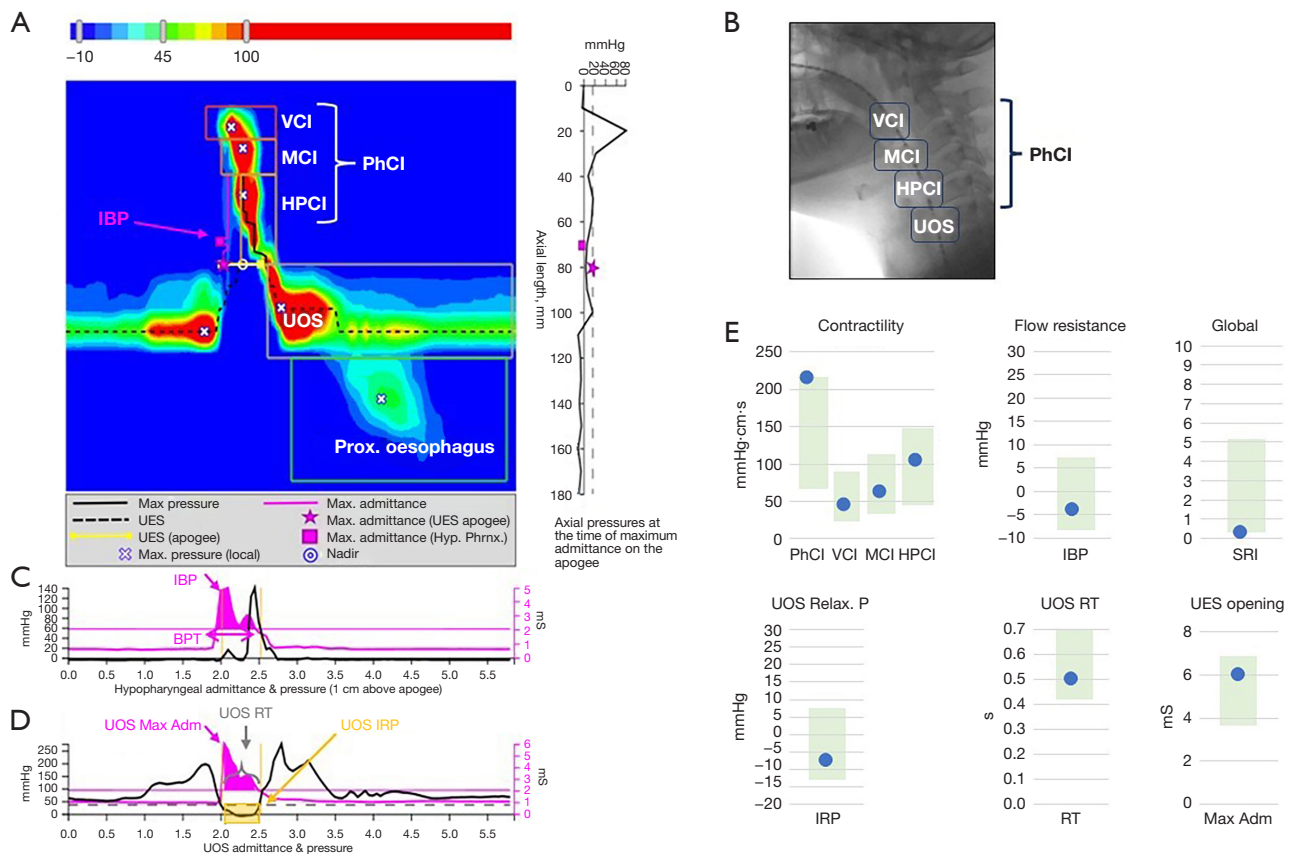 A
−10
45
100
VCI
MCI
PhCI
HPCI
IBP
UOS
Prox. oesophagus
mmHg
0
20
40
60
80
0
20
40
60
80
100
120
140
160
180
Axial length, mm
Axial pressures at
the time of maximum
admittance on the
apogee
Max pressure
UES
UES (apogee)
Max. pressure (local)
Max. admittance
Max. admittance (UES apogee)
Max. admittance (Hyp. Phrnx.)
Nadir
B
VCI
MCI
PhCI
HPCI
UOS
C
IBP
BPT
140
120
100
80
60
40
20
0
mmHg
5
4
3
2
1
0
mS
0.0 0.5 1.0 1.5 2.0 2.5 3.0 3.5 4.0 4.5 5.0 5.5
Hypopharyngeal admittance & pressure (1 cm above apogee)
D
UOS RT
UOS Max Adm
UOS IRP
250
200
150
100
50
0
mmHg
6
5
4
3
2
1
0
mS
0.0 0.5 1.0 1.5 2.0 2.5 3.0 3.5 4.0 4.5 5.0 5.5
UOS admittance & pressure
E
Contractility
250
200
150
100
50
0
mmHg·cm·s
PhCI VCI MCI HPCI
Flow resistance
30
25
20
15
10
5
0
−5
−10
mmHg
IBP
Global
10
9
8
7
6
5
4
3
2
1
0
SRI
UOS Relax. P
30
25
20
15
10
5
0
−5
−10
−15
−20
mmHg
IRP
UOS RT
0.7
0.6
0.5
0.4
0.3
0.2
0.1
0.0
s
RT
UES opening
8
6
4
2
0
mS
Max Adm